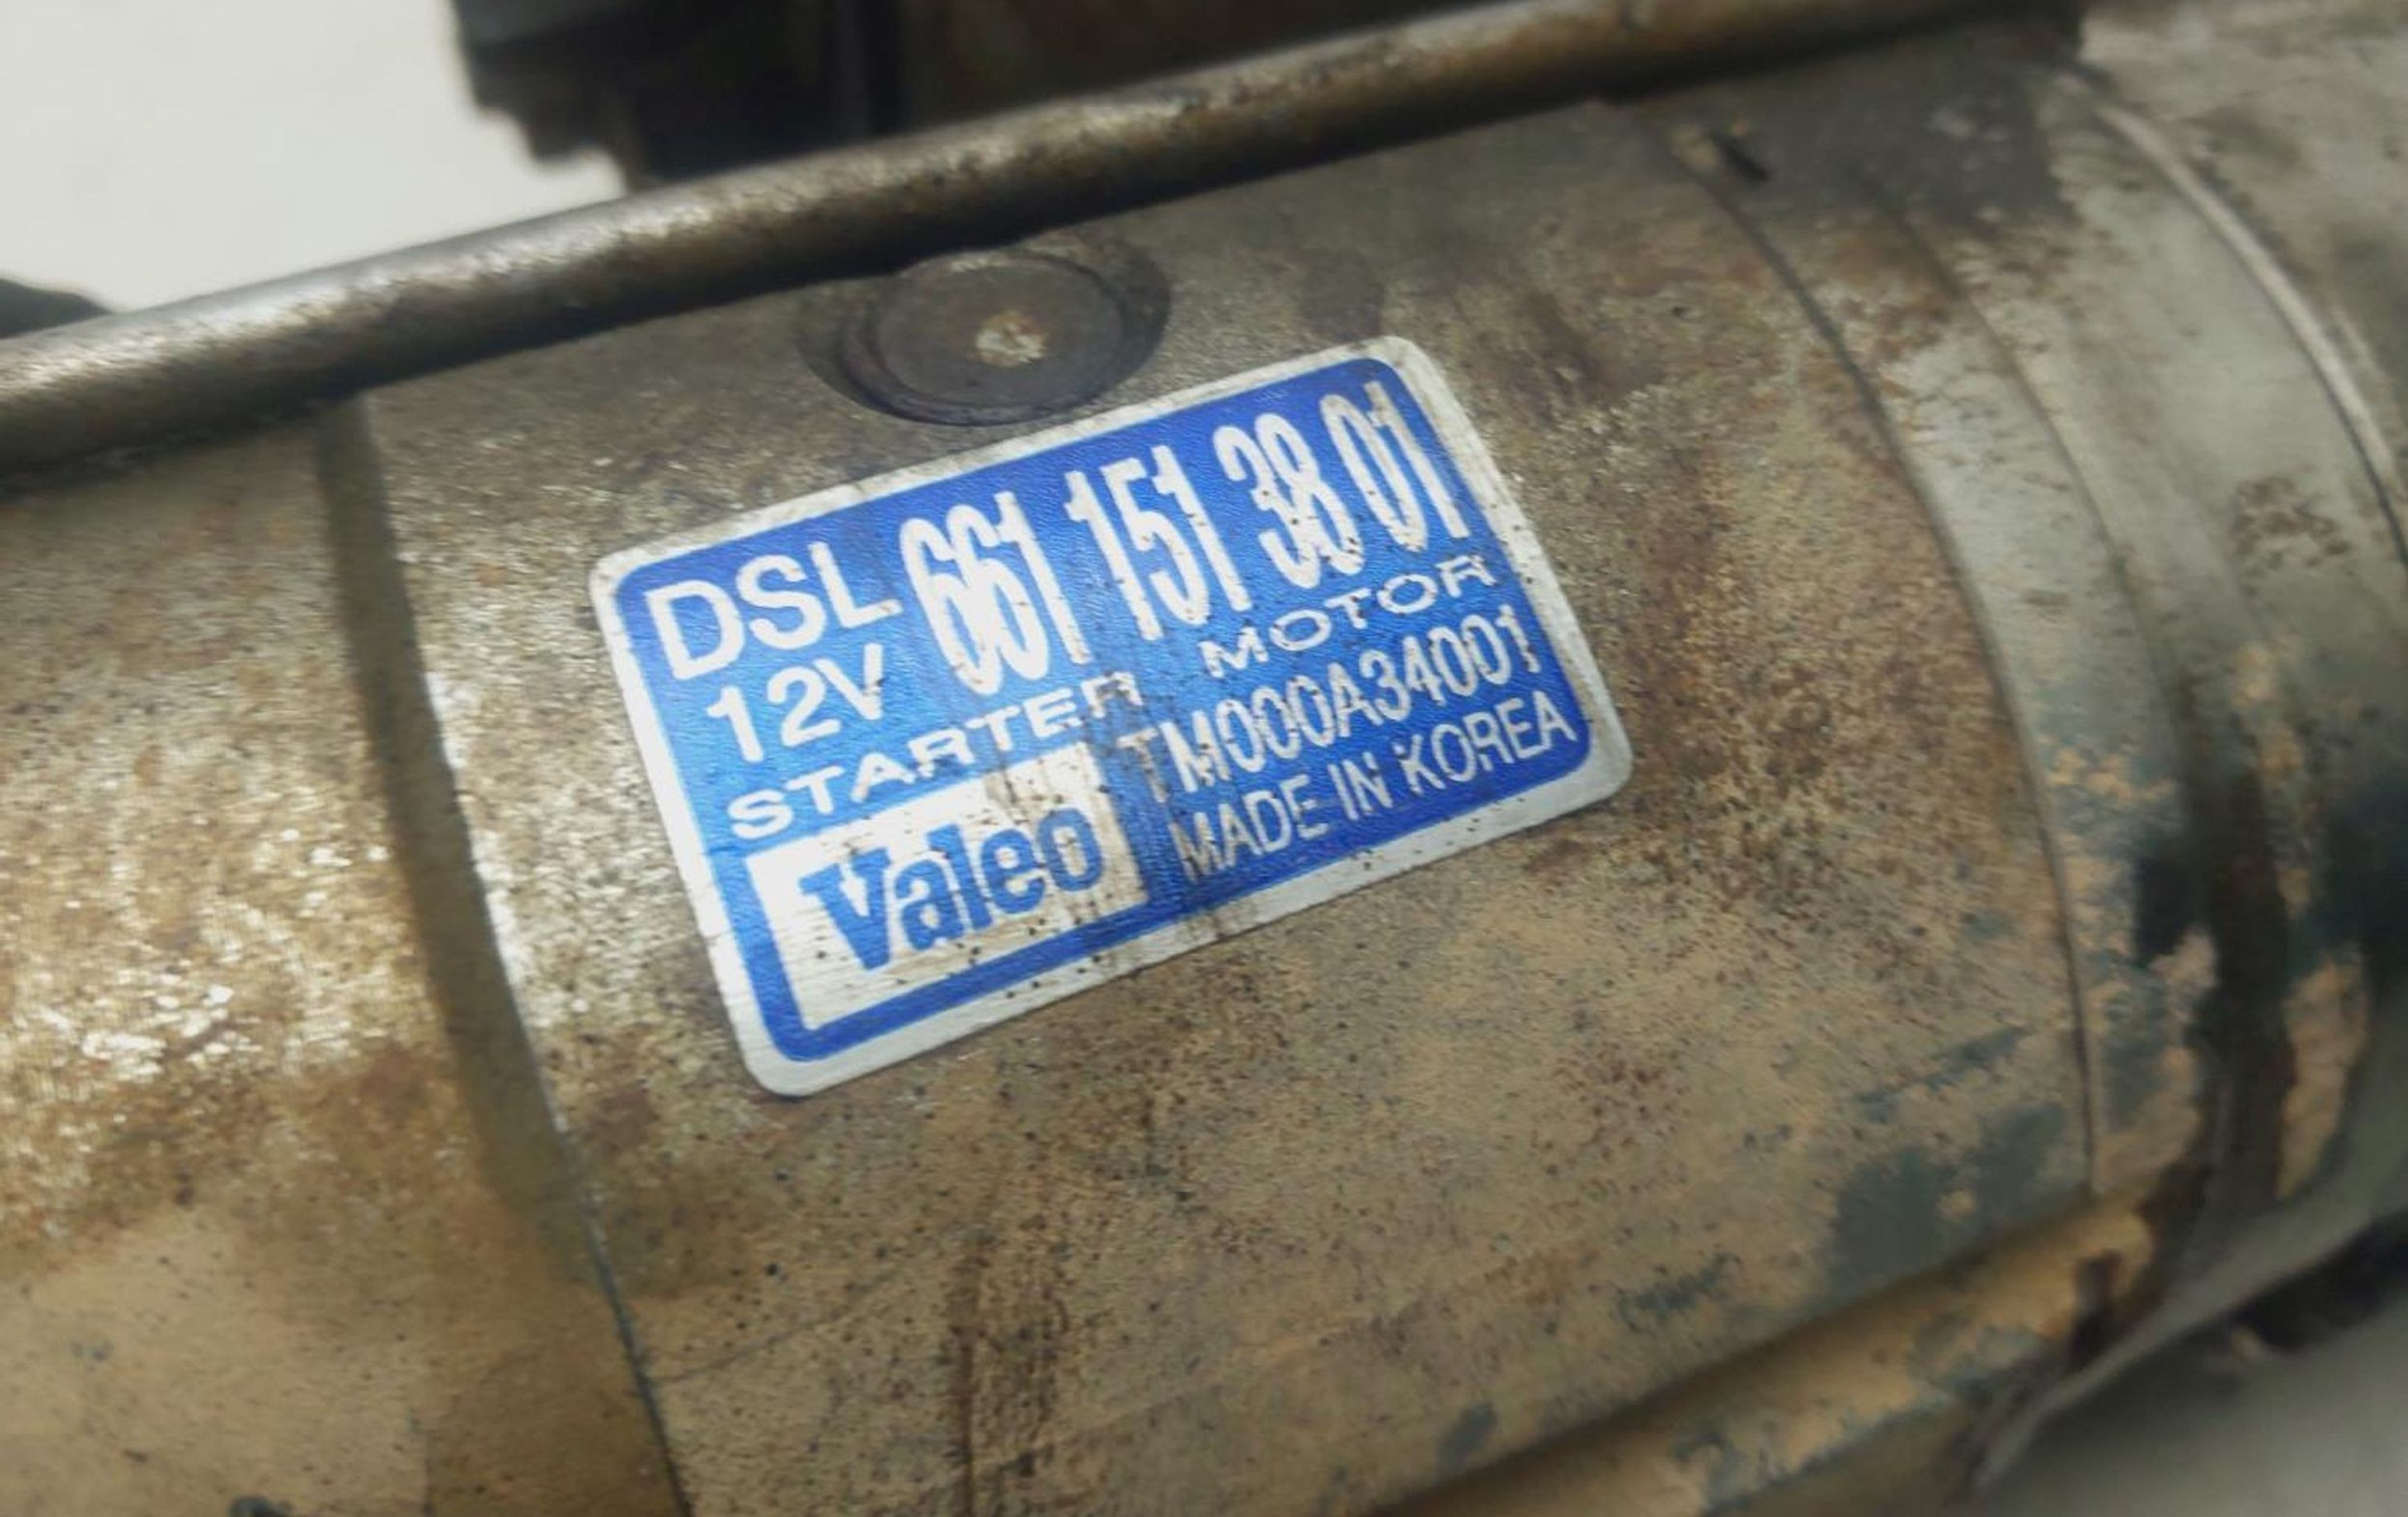 DSL 661 151 38 01
12V
STARTER MOTOR
Valeo TM000A34001
MADE IN KOREA